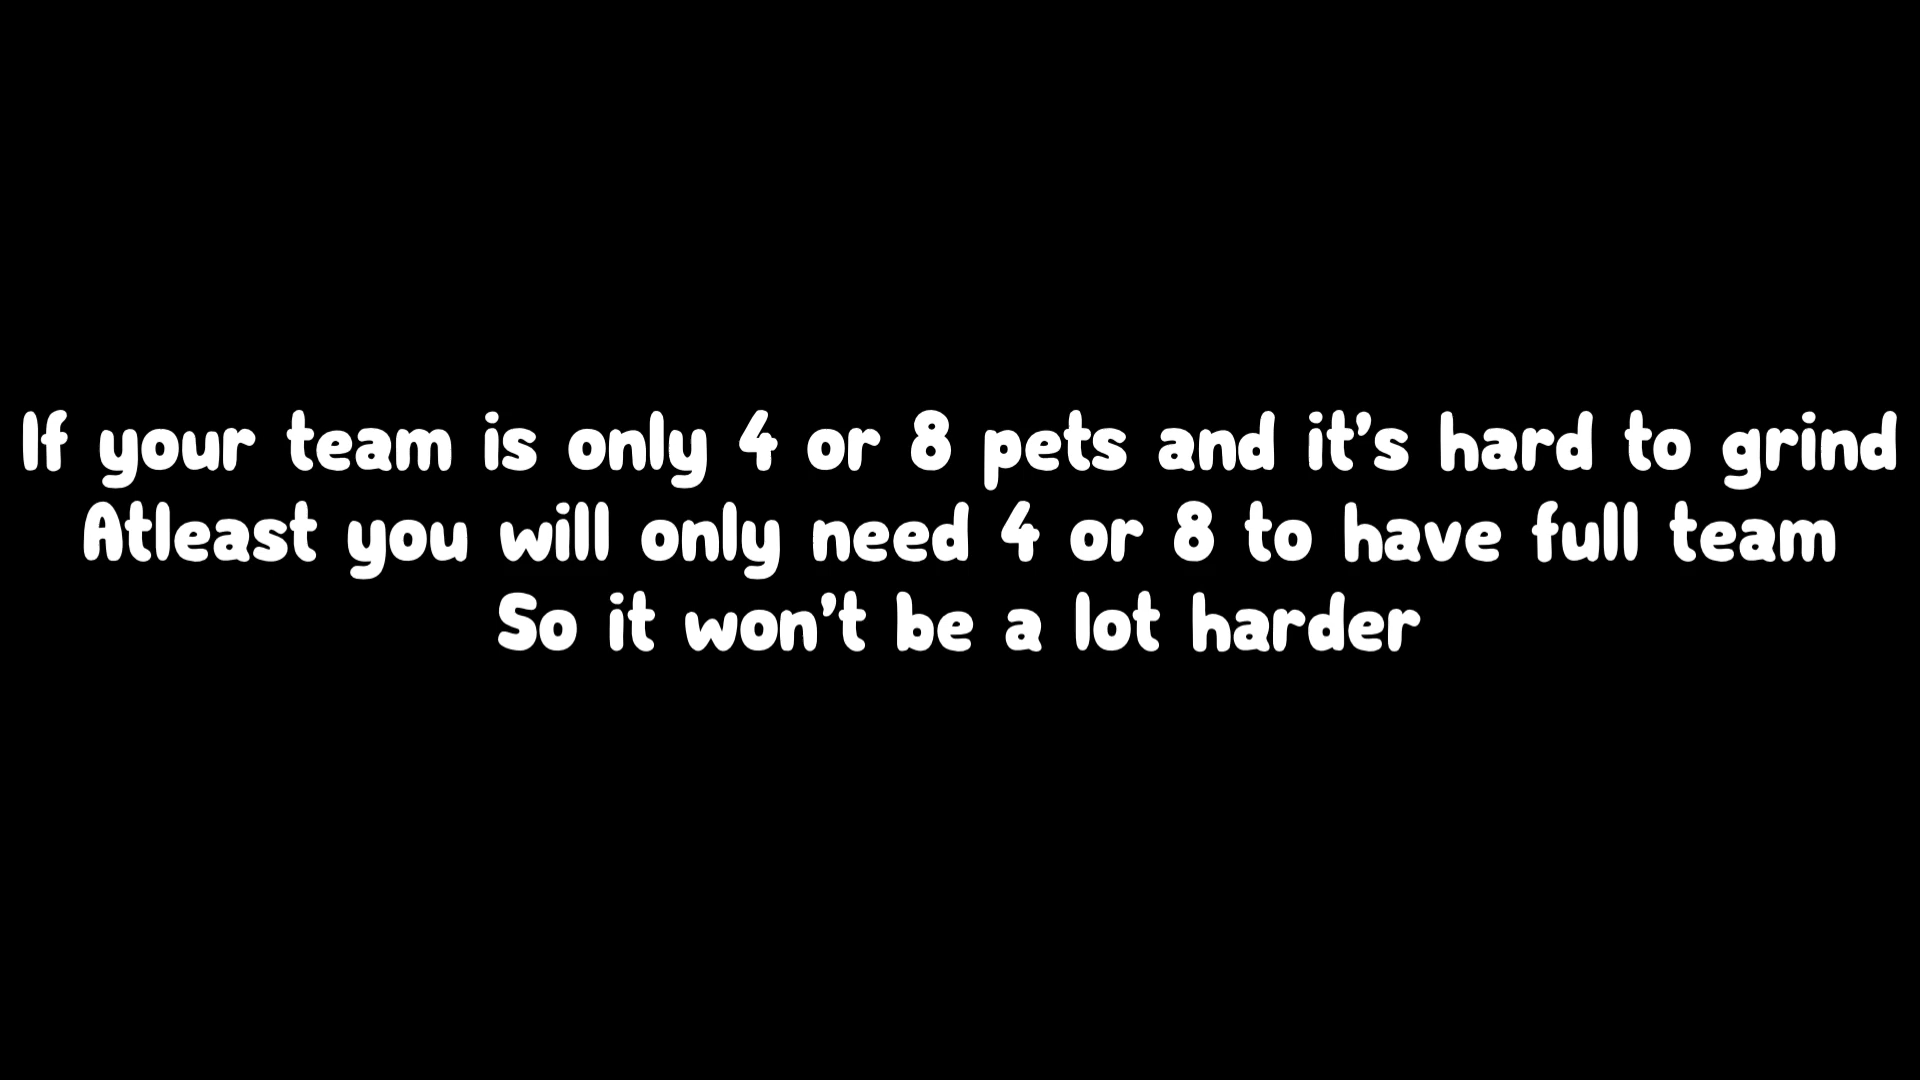 If your team is only 4 or 8 pets and it's hard to grind
Atleast you will only need 4 or 8 to have full team
So it won't be a lot harder